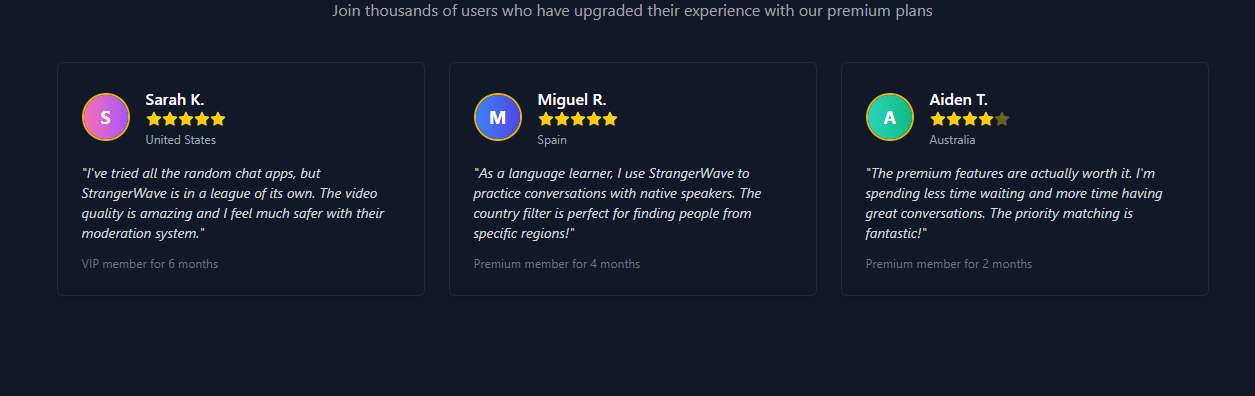 Join thousands of users who have upgraded their experience with our premium plans
S
Sarah K.
United States
"I've tried all the random chat apps, but
StrangerWave is in a league of its own. The video
quality is amazing and I feel much safer with their
moderation system."
VIP member for 6 months
M
Miguel R.
Spain
"As a language learner, I use StrangerWave to
practice conversations with native speakers. The
country filter is perfect for finding people from
specific regions!"
Premium member for 4 months
A
Aiden T.
Australia
"The premium features are actually worth it. I'm
spending less time waiting and more time having
great conversations. The priority matching is
fantastic!"
Premium member for 2 months